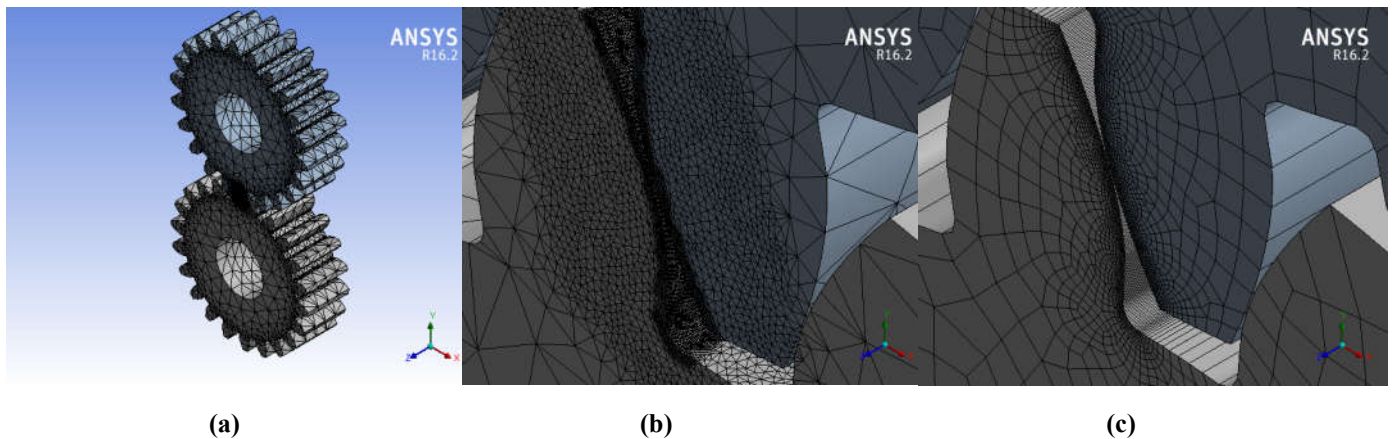 ANSYS
R16.2
Y
Z
X
ANSYS
R16.2
Y
Z
X
ANSYS
R16.2
Y
Z
X
(a)
(b)
(c)